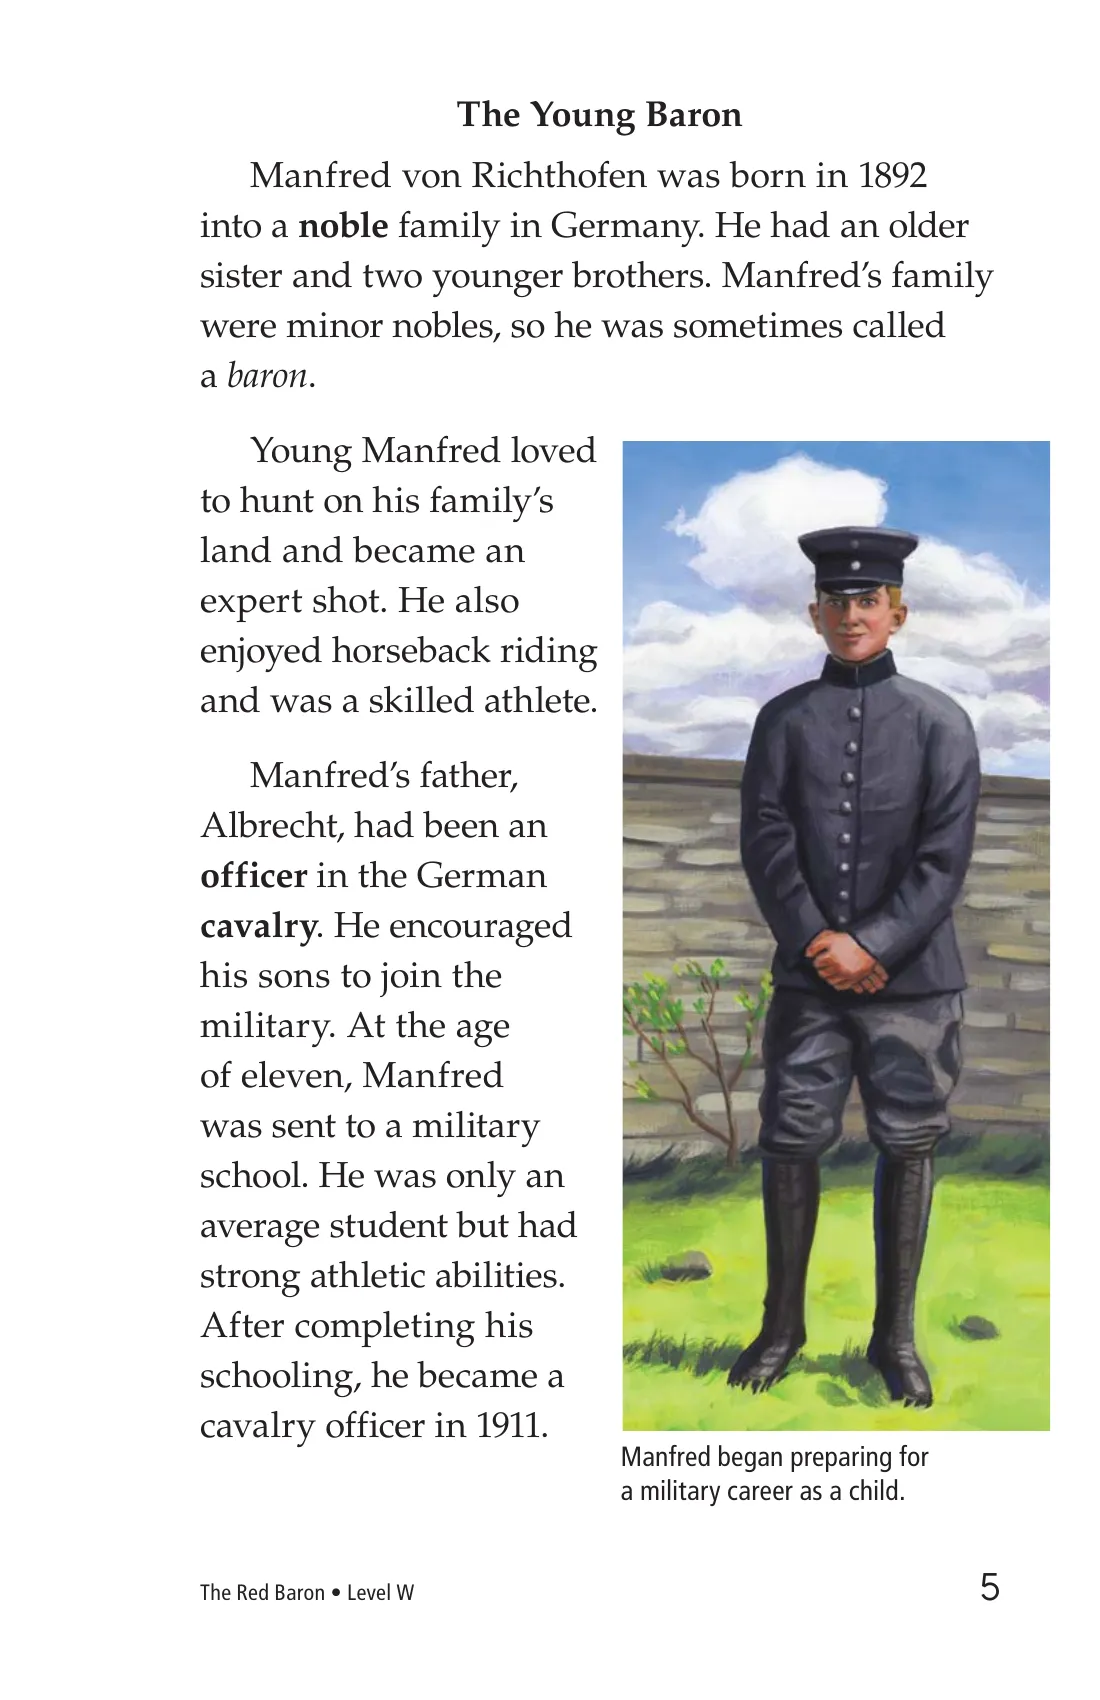 The Young Baron
Manfred von Richthofen was born in 1892
into a noble family in Germany. He had an older
sister and two younger brothers. Manfred’s family
were minor nobles, so he was sometimes called
a baron.
Young Manfred loved
to hunt on his family’s
land and became an
expert shot. He also
enjoyed horseback riding
and was a skilled athlete.
Manfred’s father,
Albrecht, had been an
officer in the German
cavalry. He encouraged
his sons to join the
military. At the age
of eleven, Manfred
was sent to a military
school. He was only an
average student but had
strong athletic abilities.
After completing his
schooling, he became a
cavalry officer in 1911.
Manfred began preparing for
a military career as a child.
The Red Baron • Level W
5